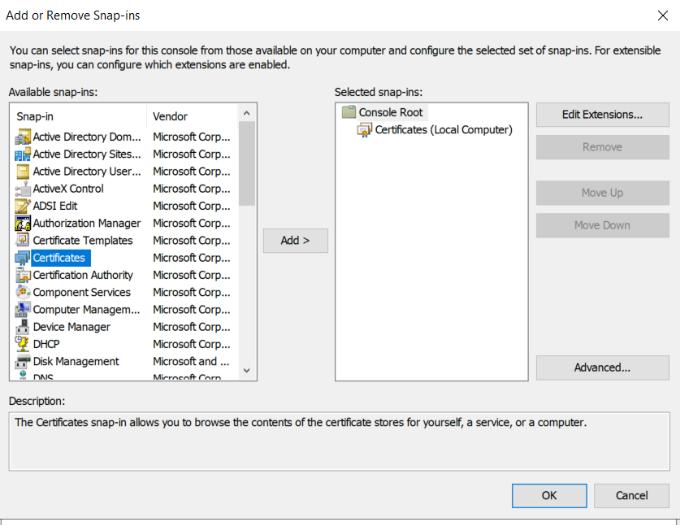 Add or Remove Snap-ins
You can select snap-ins for this console from those available on your computer and configure the selected set of snap-ins. For extensible
snap-ins, you can configure which extensions are enabled.
Available snap-ins:
Snap-in Vendor
Active Directory Dom... Microsoft Corp...
Active Directory Sites... Microsoft Corp...
Active Directory User... Microsoft Corp...
ActiveX Control Microsoft Corp...
ADSI Edit Microsoft Corp...
Authorization Manager Microsoft Corp...
Certificate Templates Microsoft Corp...
Certificates Microsoft Corp...
Certification Authority Microsoft Corp...
Component Services Microsoft Corp...
Computer Managem... Microsoft Corp...
Device Manager Microsoft Corp...
DHCP Microsoft Corp...
Disk Management Microsoft and ...
DNS Microsoft Corp...
Add >
Selected snap-ins:
Console Root
Certificates (Local Computer)
Edit Extensions...
Remove
Move Up
Move Down
Advanced...
Description:
The Certificates snap-in allows you to browse the contents of the certificate stores for yourself, a service, or a computer.
OK
Cancel